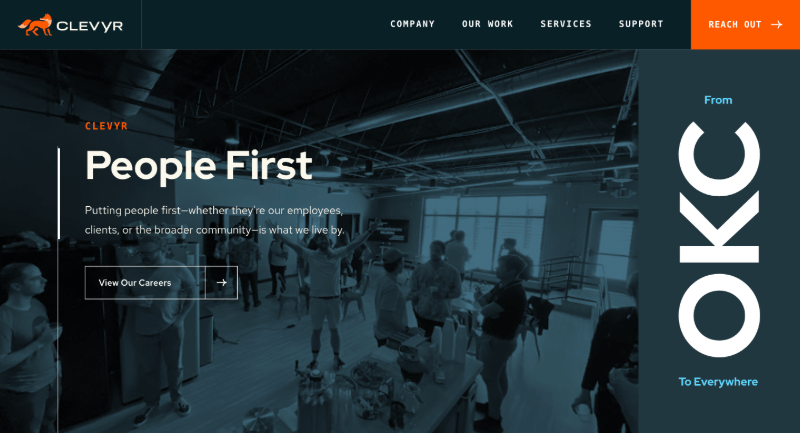 CLEVYR
COMPANY
OUR WORK
SERVICES
SUPPORT
REACH OUT
CLEVYR
People First
Putting people first—whether they're our employees,
clients, or the broader community—is what we live by.
View Our Careers
From
OKC
To Everywhere